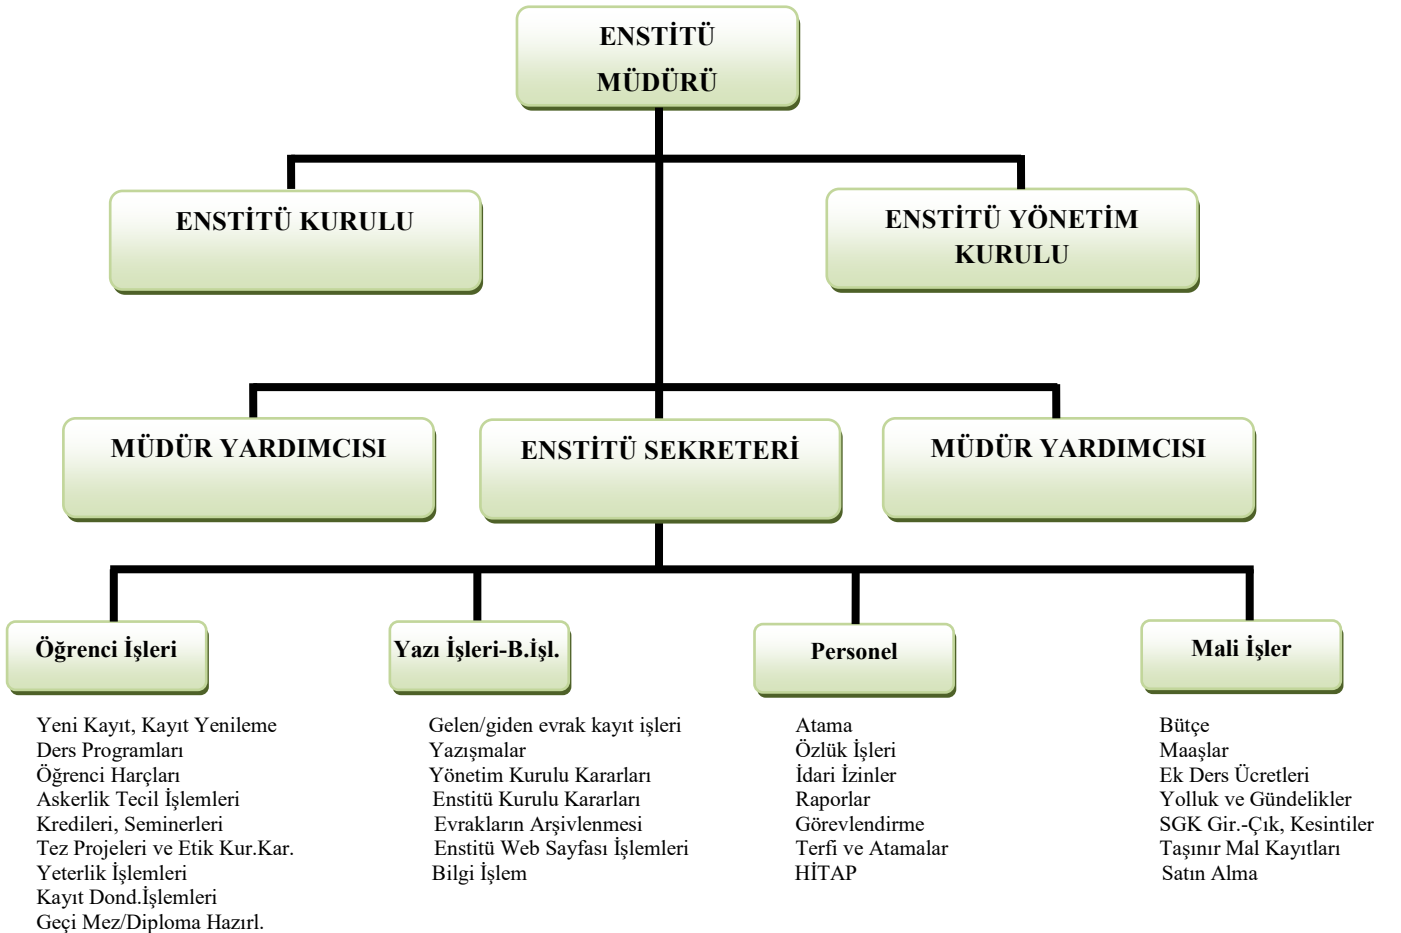 ENSTİTÜ
MÜDÜRÜ
ENSTİTÜ KURULU
ENSTİTÜ YÖNETİM
KURULU
MÜDÜR YARDIMCISI
ENSTİTÜ SEKRETERİ
MÜDÜR YARDIMCISI
Öğrenci İşleri
Yeni Kayıt, Kayıt Yenileme
Ders Programları
Öğrenci Harçları
Askerlik Tecil İşlemleri
Kredileri, Seminerleri
Tez Projeleri ve Etik Kur.Kar.
Yeterlik İşlemleri
Kayıt Dond.İşlemleri
Geçi Mez/Diploma Hazırl.
Yazı İşleri-B.İşl.
Gelen/giden evrak kayıt işleri
Yazışmalar
Yönetim Kurulu Kararları
Enstitü Kurulu Kararları
Evrakların Arşivlenmesi
Enstitü Web Sayfası İşlemleri
Bilgi İşlem
Personel
Atama
Özlük İşleri
İdari İzinler
Raporlar
Görevlendirme
Terfi ve Atamalar
HİTAP
Mali İşler
Bütçe
Maaşlar
Ek Ders Ücretleri
Yolluk ve Gündelikler
SGK Gir.-Çık, Kesintiler
Taşınır Mal Kayıtları
Satın Alma